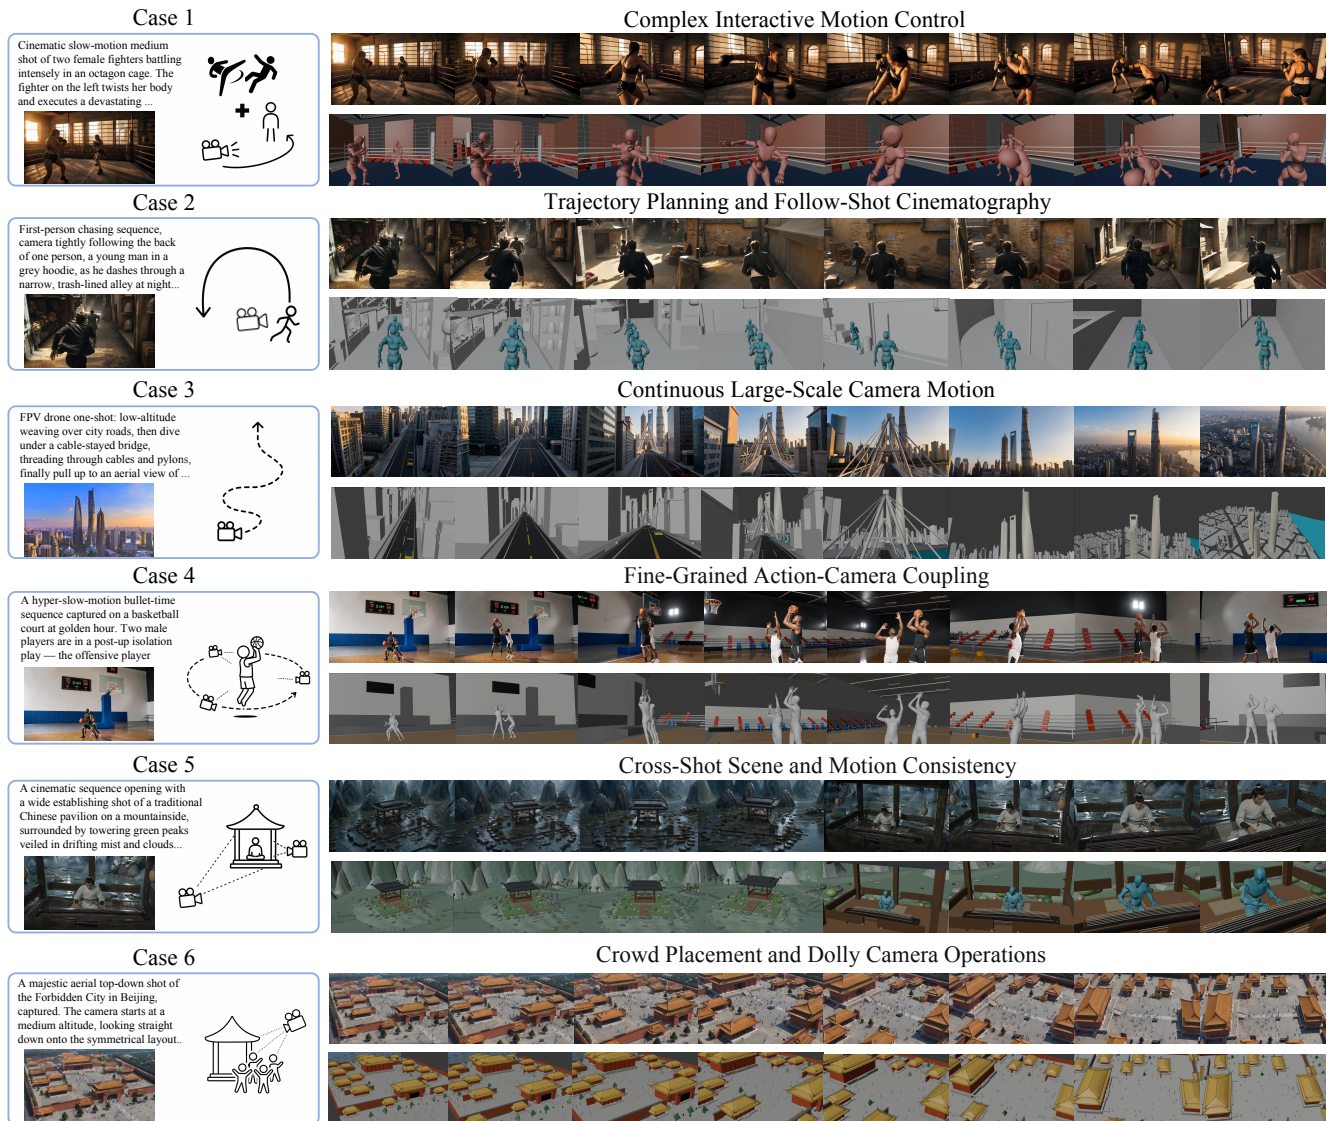 Case 1
Complex Interactive Motion Control
Cinematic slow-motion medium
shot of two female fighters battling
intensely in an octagon cage. The
fighter on the left twists her body
and executes a devastating ...
Case 2
Trajectory Planning and Follow-Shot Cinematography
First-person chasing sequence,
camera tightly following the back
of one person, a young man in a
grey hoodie, as he dashes through a
narrow, trash-lined alley at night...
Case 3
Continuous Large-Scale Camera Motion
FPV drone one-shot: low-altitude
weaving over city roads, then dive
under a cable-stayed bridge,
threading through cables and pylons,
finally pull up to an aerial view of ...
Case 4
Fine-Grained Action-Camera Coupling
A hyper-slow-motion bullet-time
sequence captured on a basketball
court at golden hour. Two male
players are in a post-up isolation
play — the offensive player
Case 5
Cross-Shot Scene and Motion Consistency
A cinematic sequence opening with
a wide establishing shot of a traditional
Chinese pavilion on a mountainside,
surrounded by towering green peaks
veiled in drifting mist and clouds...
Case 6
Crowd Placement and Dolly Camera Operations
A majestic aerial top-down shot of
the Forbidden City in Beijing,
captured. The camera starts at a
medium altitude, looking straight
down onto the symmetrical layout..